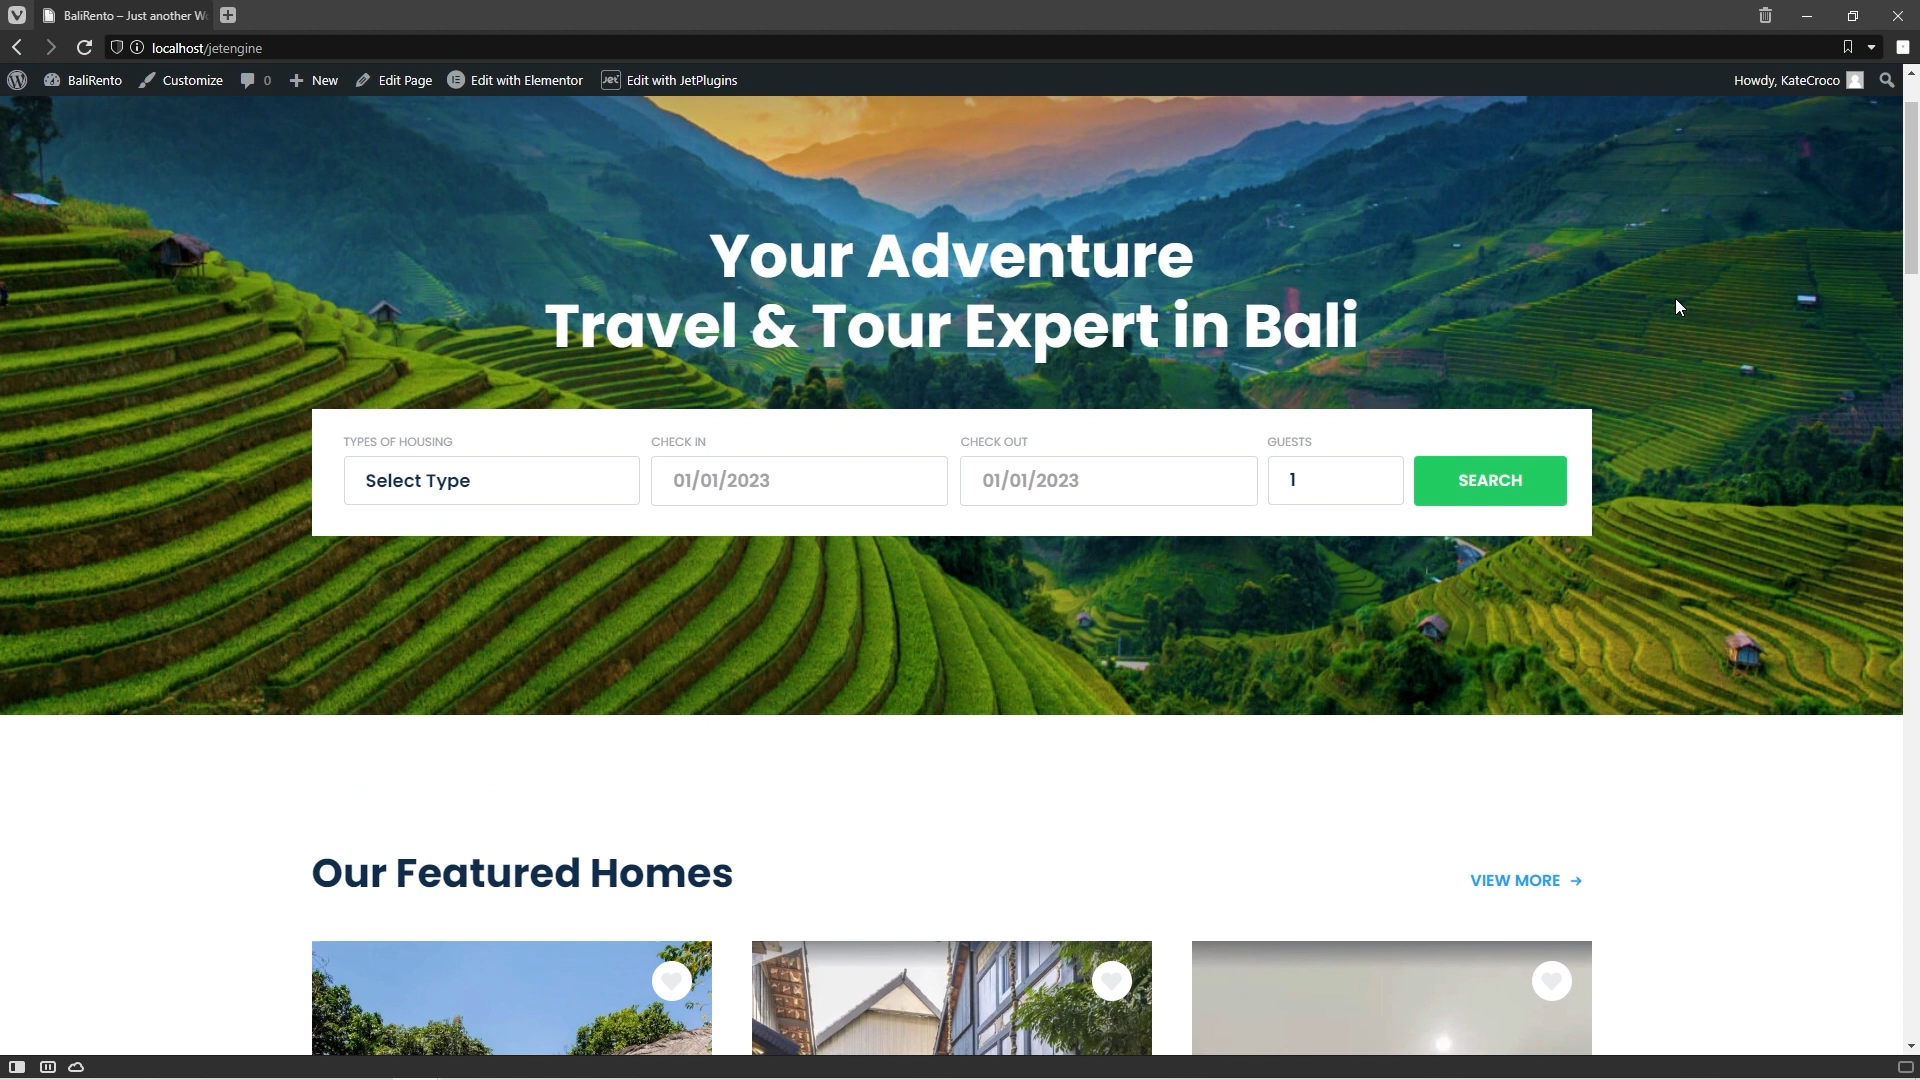 BaliRento – Just another W
localhost/jetengine
BaliRento Customize 0 New Edit Page Edit with Elementor Jet Edit with JetPlugins Howdy, KateCroco
Your Adventure
Travel & Tour Expert in Bali
TYPES OF HOUSING CHECK IN CHECK OUT GUESTS
Select Type 01/01/2023 01/01/2023 1 SEARCH
Our Featured Homes
VIEW MORE →